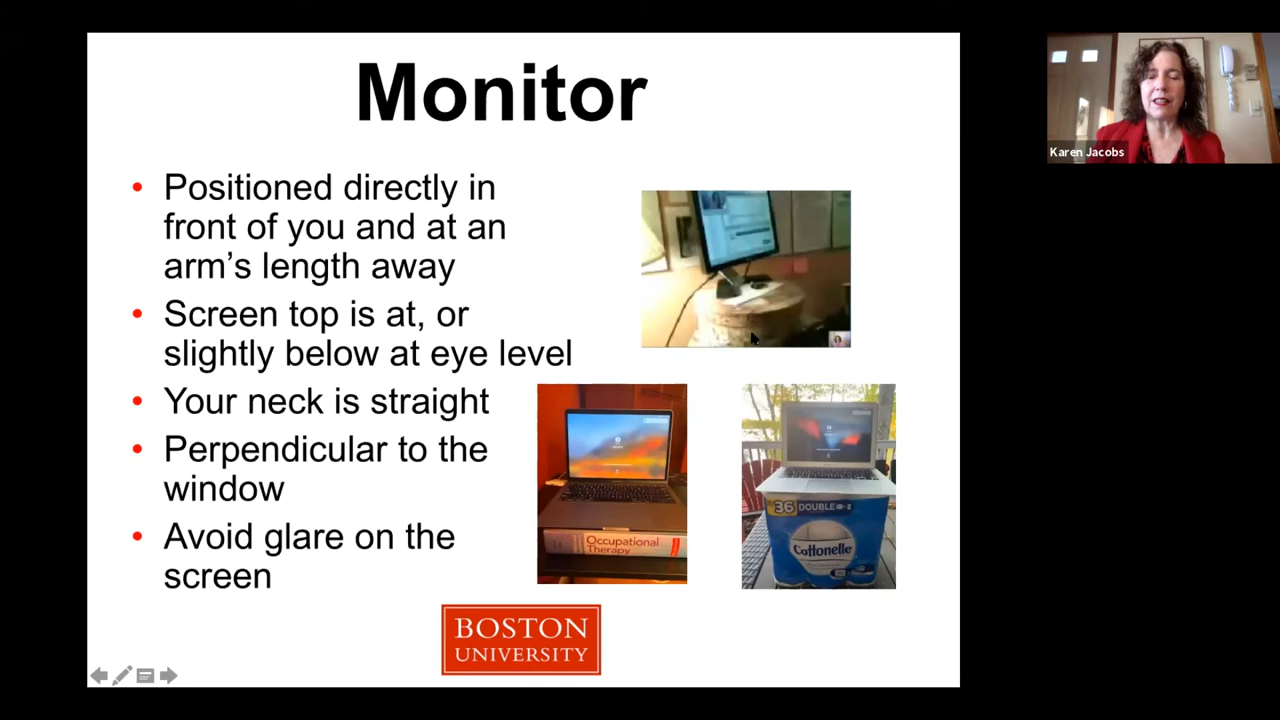 Monitor
• Positioned directly in
front of you and at an
arm's length away
• Screen top is at, or
slightly below at eye level
• Your neck is straight
• Perpendicular to the
window
• Avoid glare on the
screen
Occupational
Therapy
36 DOUBLE
Cottonelle
BOSTON
UNIVERSITY
Karen Jacobs